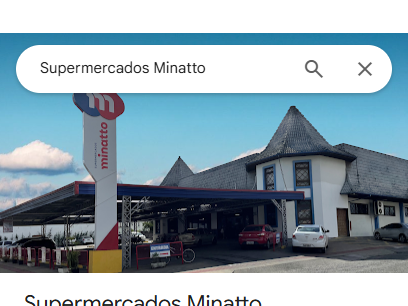 Supermercados Minatto
m
minatto
Supermercados Minatto